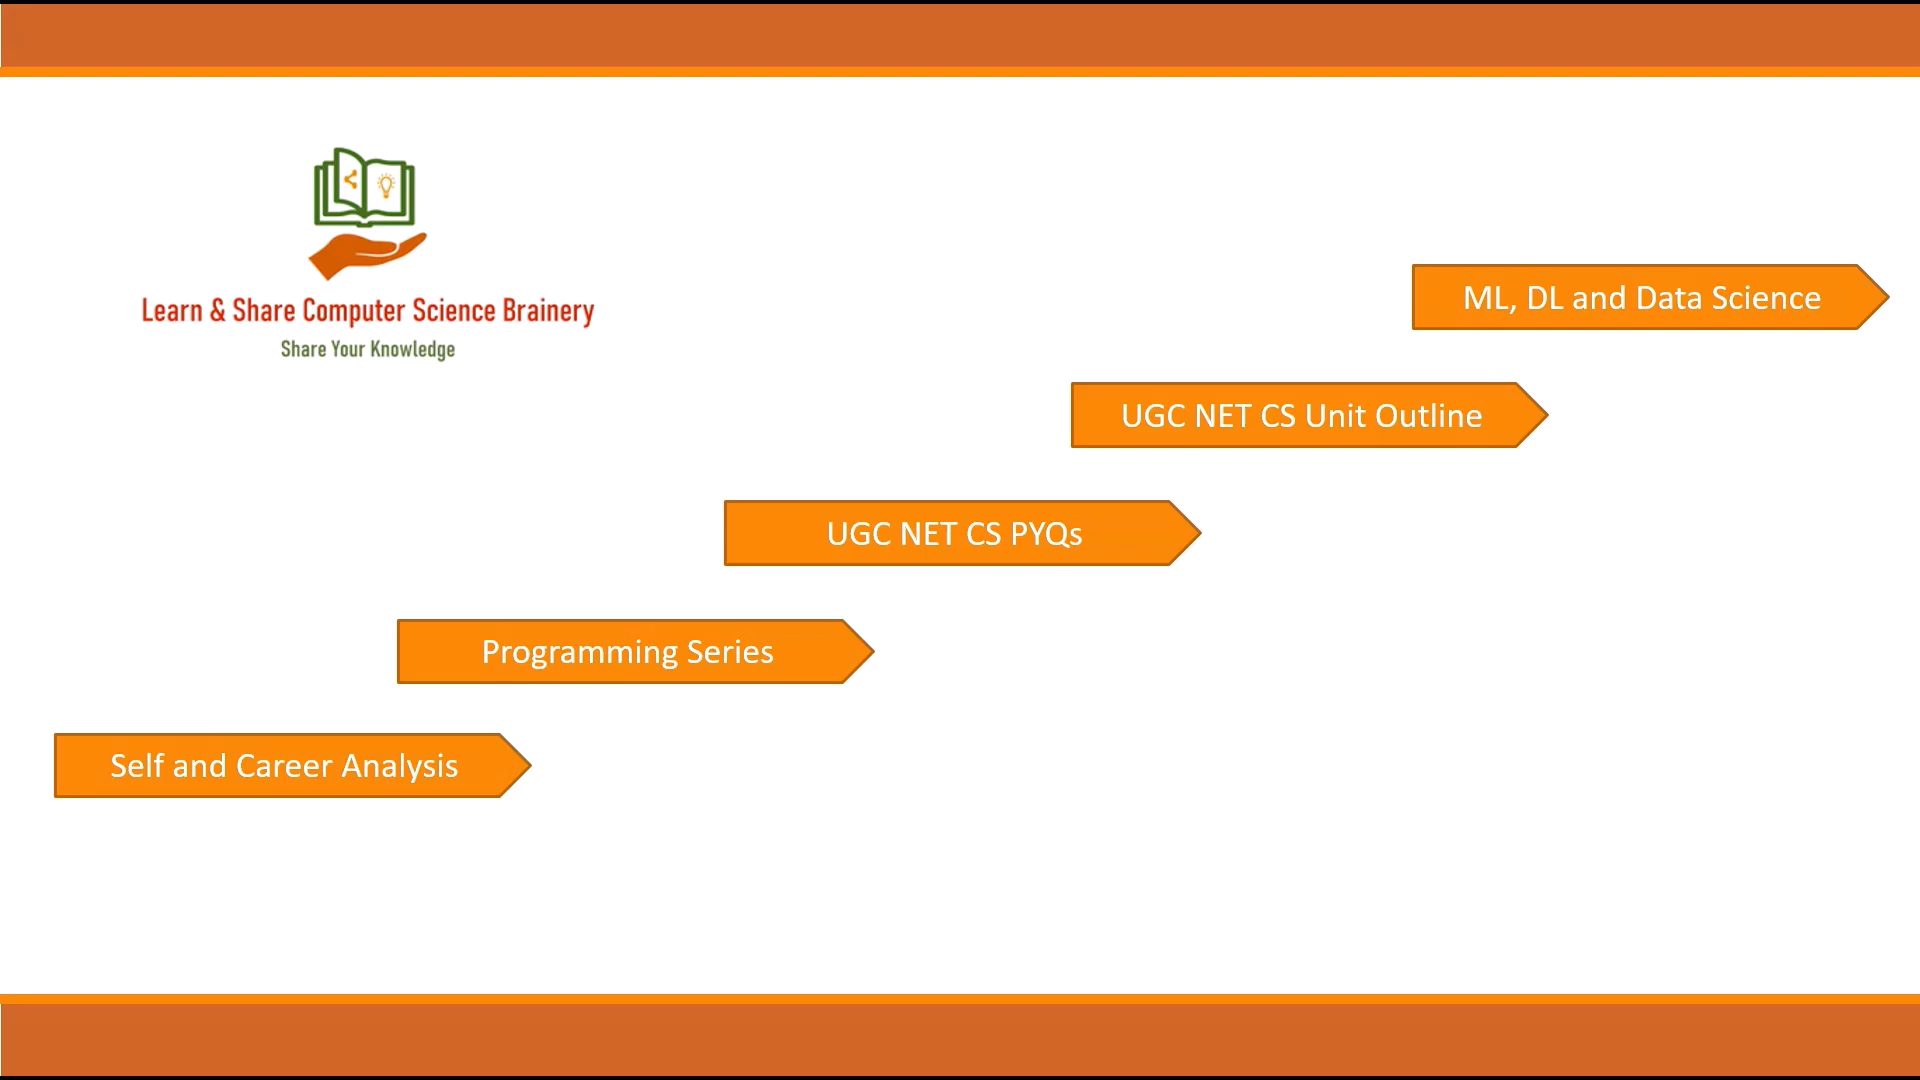 Learn & Share Computer Science Brainery
Share Your Knowledge
ML, DL and Data Science
UGC NET CS Unit Outline
UGC NET CS PYQs
Programming Series
Self and Career Analysis